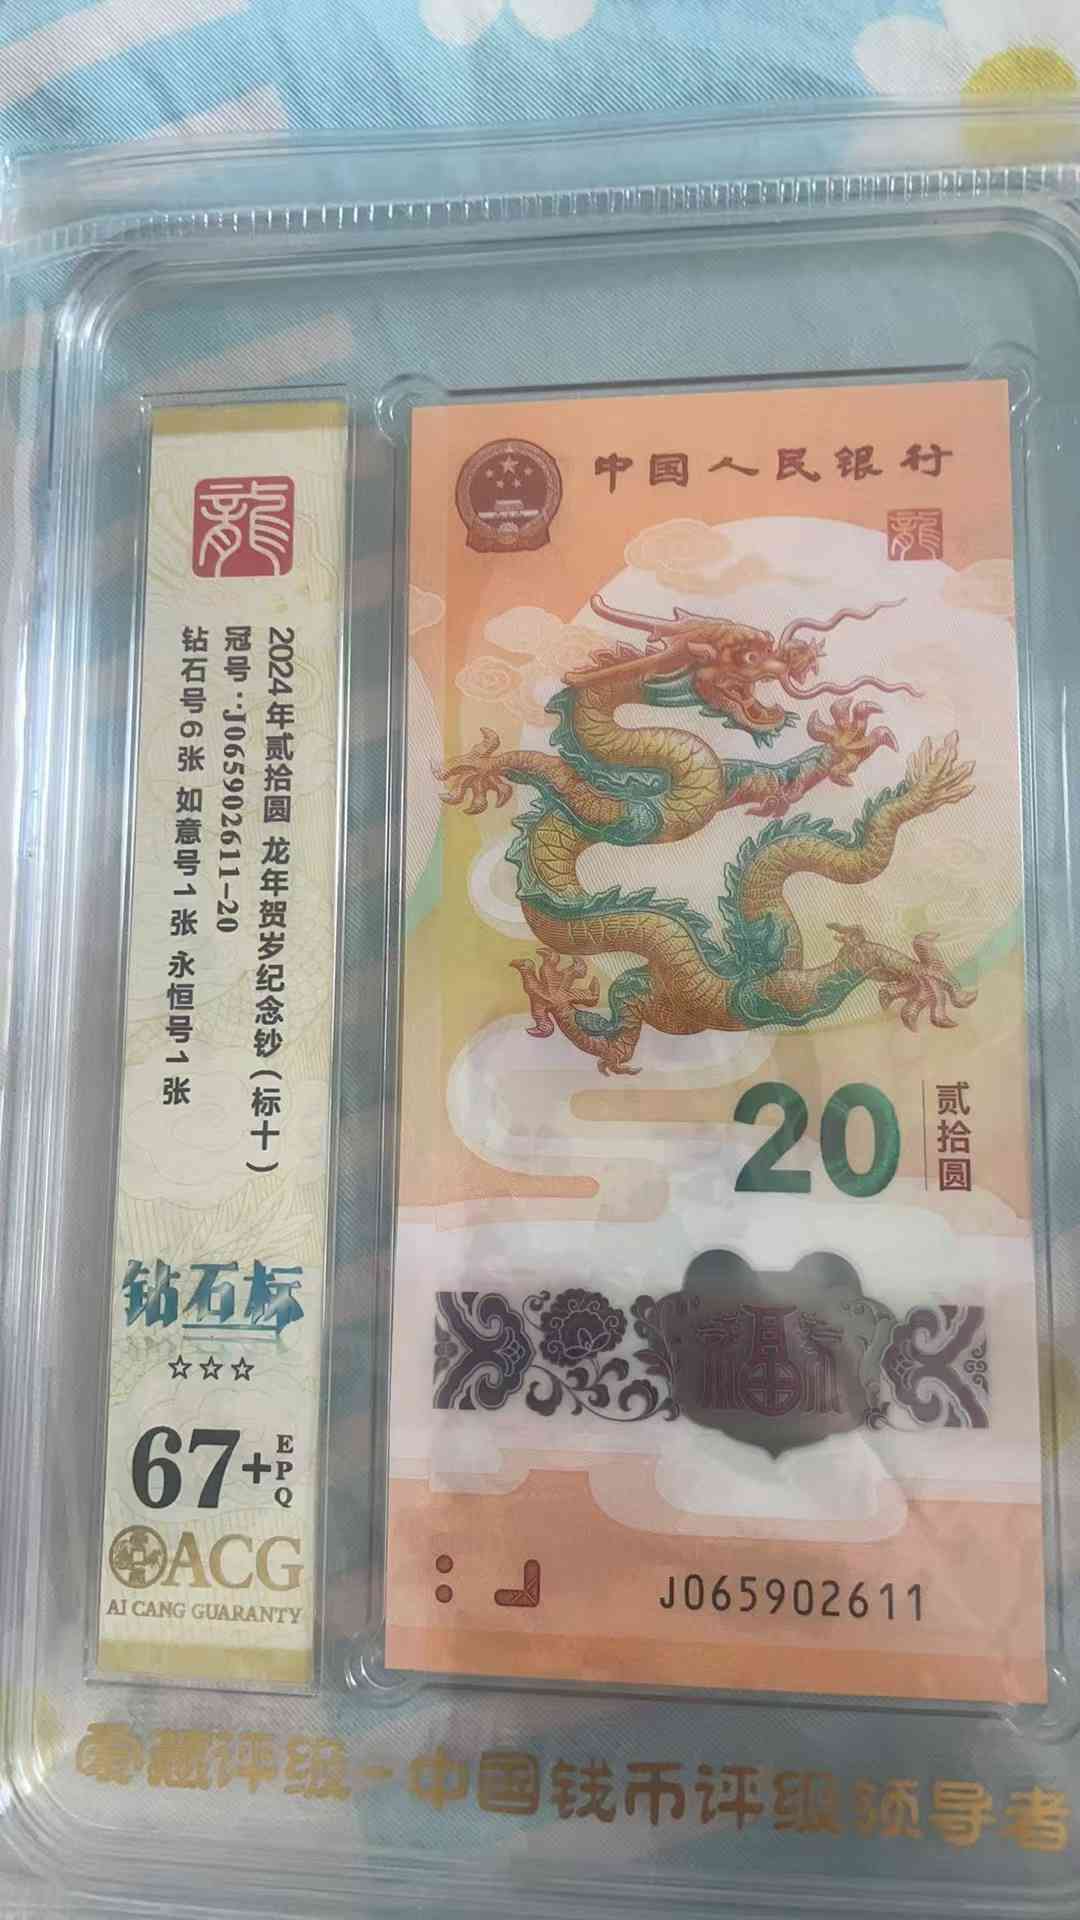 龍
2024年贰拾圆 龙年贺岁纪念钞(标十)
冠号:J065902611-20
钻石号6张 如意号1张 永恒号1张
钻石标
☆☆☆
67+
EPQ
ACG
AI CANG GUARANTY
中国人民银行
龍
20
贰拾圆
福
J065902611
爱藏评级-中国钱币评级领导者